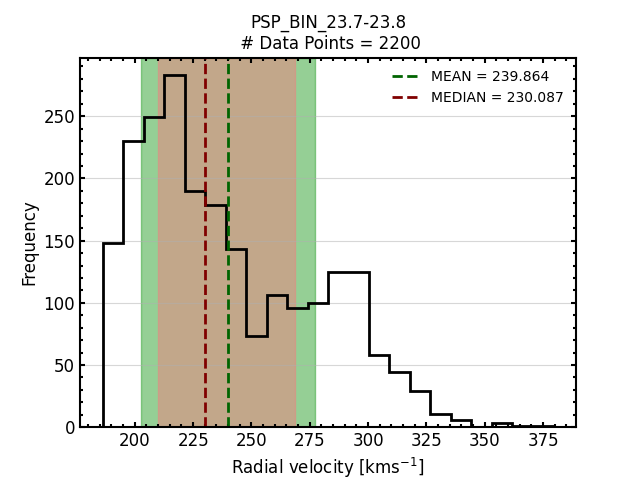 PSP_BIN_23.7-23.8
# Data Points = 2200
MEAN = 239.864
MEDIAN = 230.087
Frequency
250
200
150
100
50
0
200 225 250 275 300 325 350 375
Radial velocity [kms⁻¹]